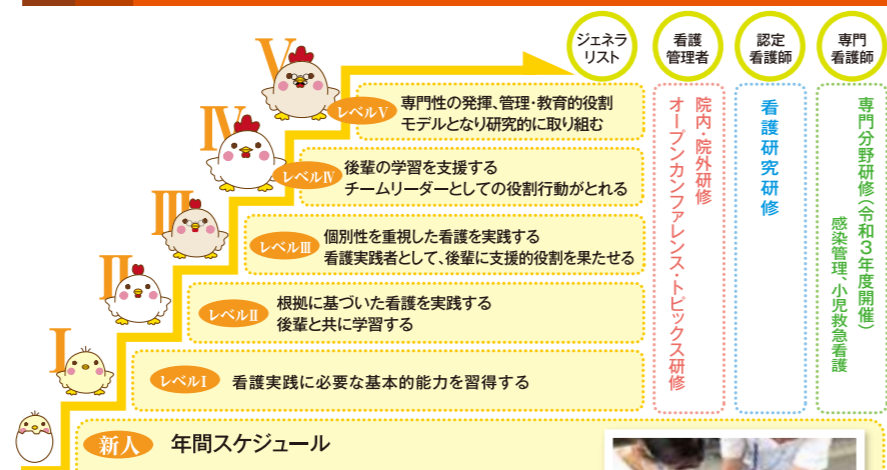 ジェネラ
リスト
看護
管理者
認定
看護師
専門
看護師
V
レベルV
専門性の発揮、管理・教育的役割
モデルとなり研究的に取り組む
Ⅳ
レベルⅣ
後輩の学習を支援する
チームリーダーとしての役割行動がとれる
Ⅲ
レベルⅢ
個別性を重視した看護を実践する
看護実践者として、後輩に支援的役割を果たせる
Ⅱ
レベルⅡ
根拠に基づいた看護を実践する
後輩と共に学習する
Ⅰ
レベルⅠ
看護実践に必要な基本的能力を習得する
院内・院外研修
オープンカンファレンス・トピックス研修
看護研究研修
専門分野研修(令和3年度開催)
感染管理、小児救急看護
新人
年間スケジュール